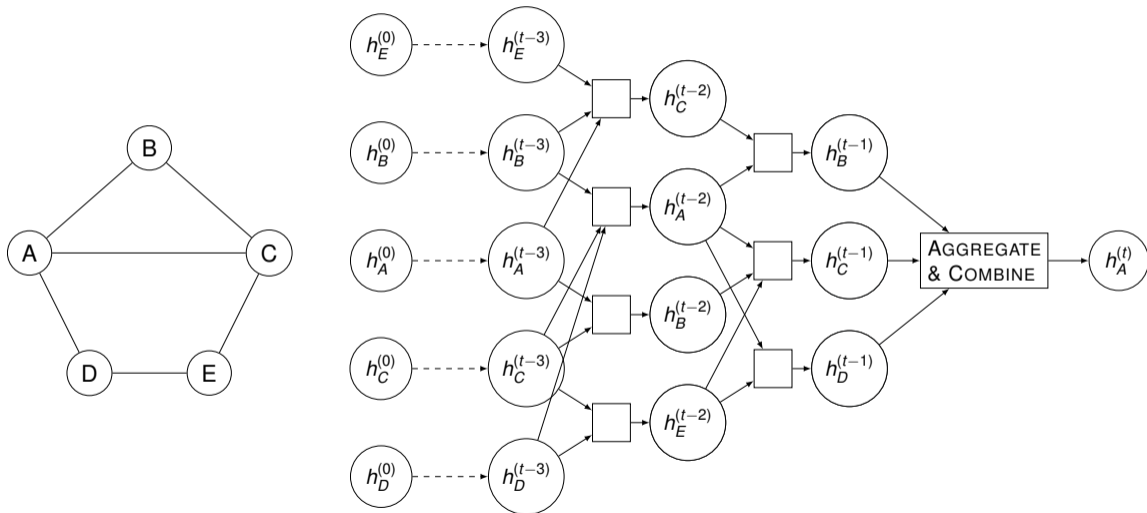 B
A
C
D
E
h_E^{(0)}
h_B^{(0)}
h_A^{(0)}
h_C^{(0)}
h_D^{(0)}
h_E^{(t−3)}
h_B^{(t−3)}
h_A^{(t−3)}
h_C^{(t−3)}
h_D^{(t−3)}
h_C^{(t−2)}
h_A^{(t−2)}
h_B^{(t−2)}
h_E^{(t−2)}
h_B^{(t−1)}
h_C^{(t−1)}
h_D^{(t−1)}
AGGREGATE
& COMBINE
h_A^{(t)}